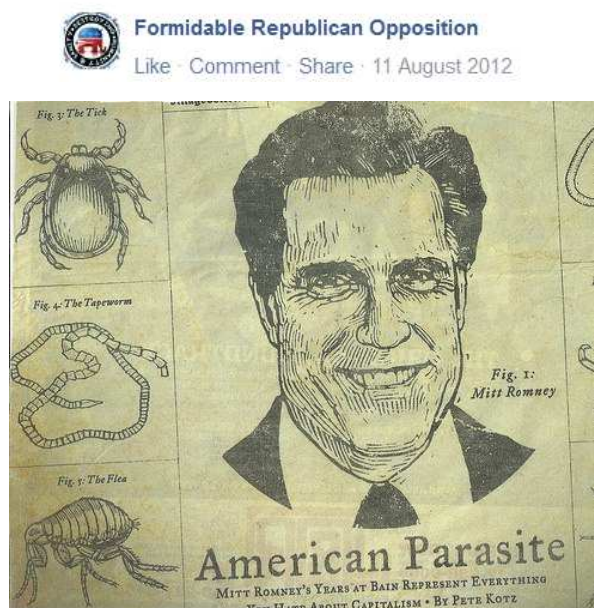 Formidable Republican Opposition
Like · Comment · Share · 11 August 2012
Fig. 3: The Tick
Fig. 4: The Tapeworm
Fig. 1:
Mitt Romney
Fig. 5: The Flea
American Parasite
Mitt Romney's Years at Bain Represent Everything
You Hate About Capitalism • By Pete Kotz